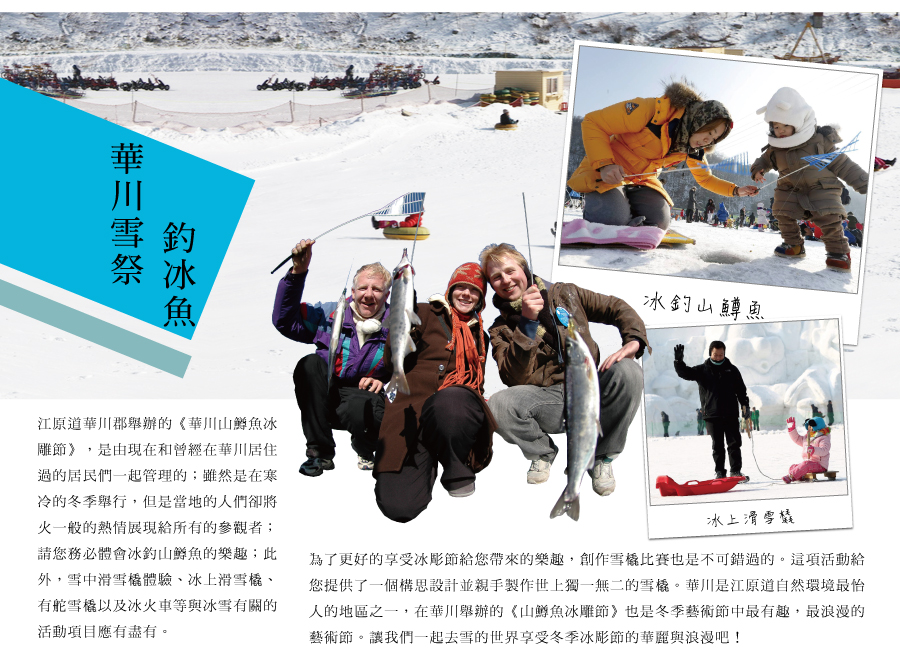 華川雪祭
釣冰魚
冰釣山鱒魚
冰上滑雪橇
江原道華川郡舉辦的《華川山鱒魚冰
雕節》，是由現在和曾經在華川居住
過的居民們一起管理的；雖然是在寒
冷的冬季舉行，但是當地的人們卻將
火一般的熱情展現給所有的參觀者；
請您務必體會冰釣山鱒魚的樂趣；此
外，雪中滑雪橇體驗、冰上滑雪橇、
有舵雪橇以及冰火車等與冰雪有關的
活動項目應有盡有。
為了更好的享受冰彫節給您帶來的樂趣，創作雪橇比賽也是不可錯過的。這項活動給
您提供了一個構思設計並親手製作世上獨一無二的雪橇。華川是江原道自然環境最怡
人的地區之一，在華川舉辦的《山鱒魚冰雕節》也是冬季藝術節中最有趣，最浪漫的
藝術節。讓我們一起去雪的世界享受冬季冰彫節的華麗與浪漫吧！